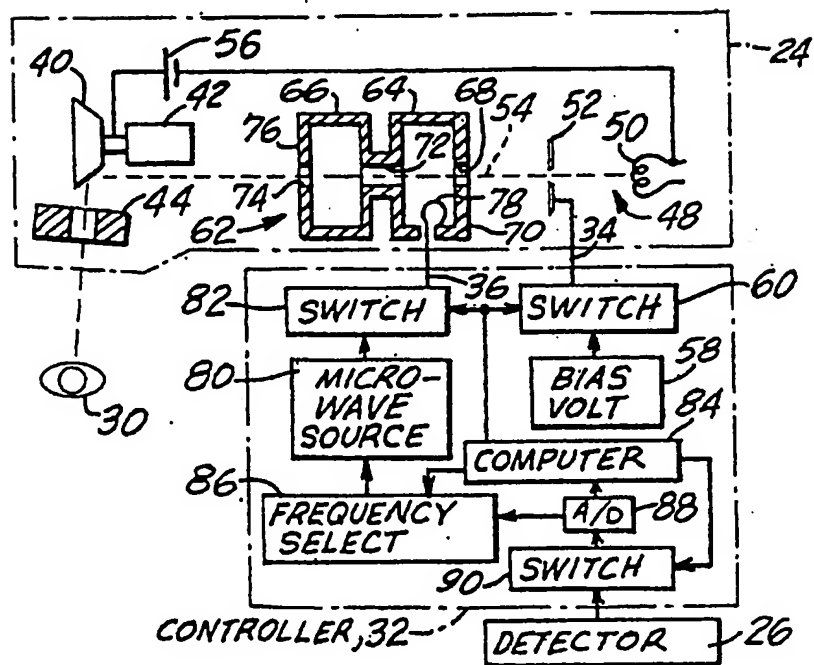 56
24
40
42
66
64
68
54
52
50
76
72
74
78
44
62
70
48
34
36
82
SWITCH
SWITCH
60
80
MICRO-
WAVE
SOURCE
BIAS
VOLT
58
30
84
COMPUTER
86
FREQUENCY
SELECT
A/D
88
90
SWITCH
CONTROLLER, 32
DETECTOR
26